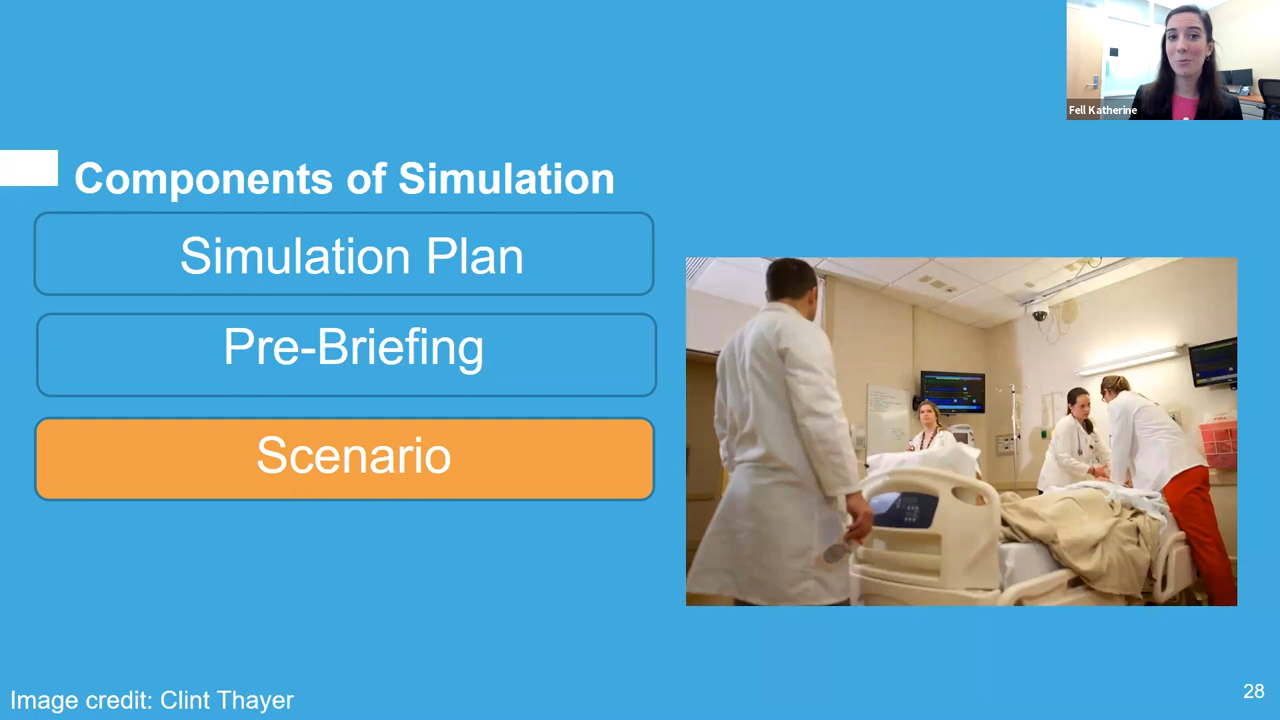 Fell Katherine
Components of Simulation
Simulation Plan
Pre-Briefing
Scenario
Image credit: Clint Thayer
28